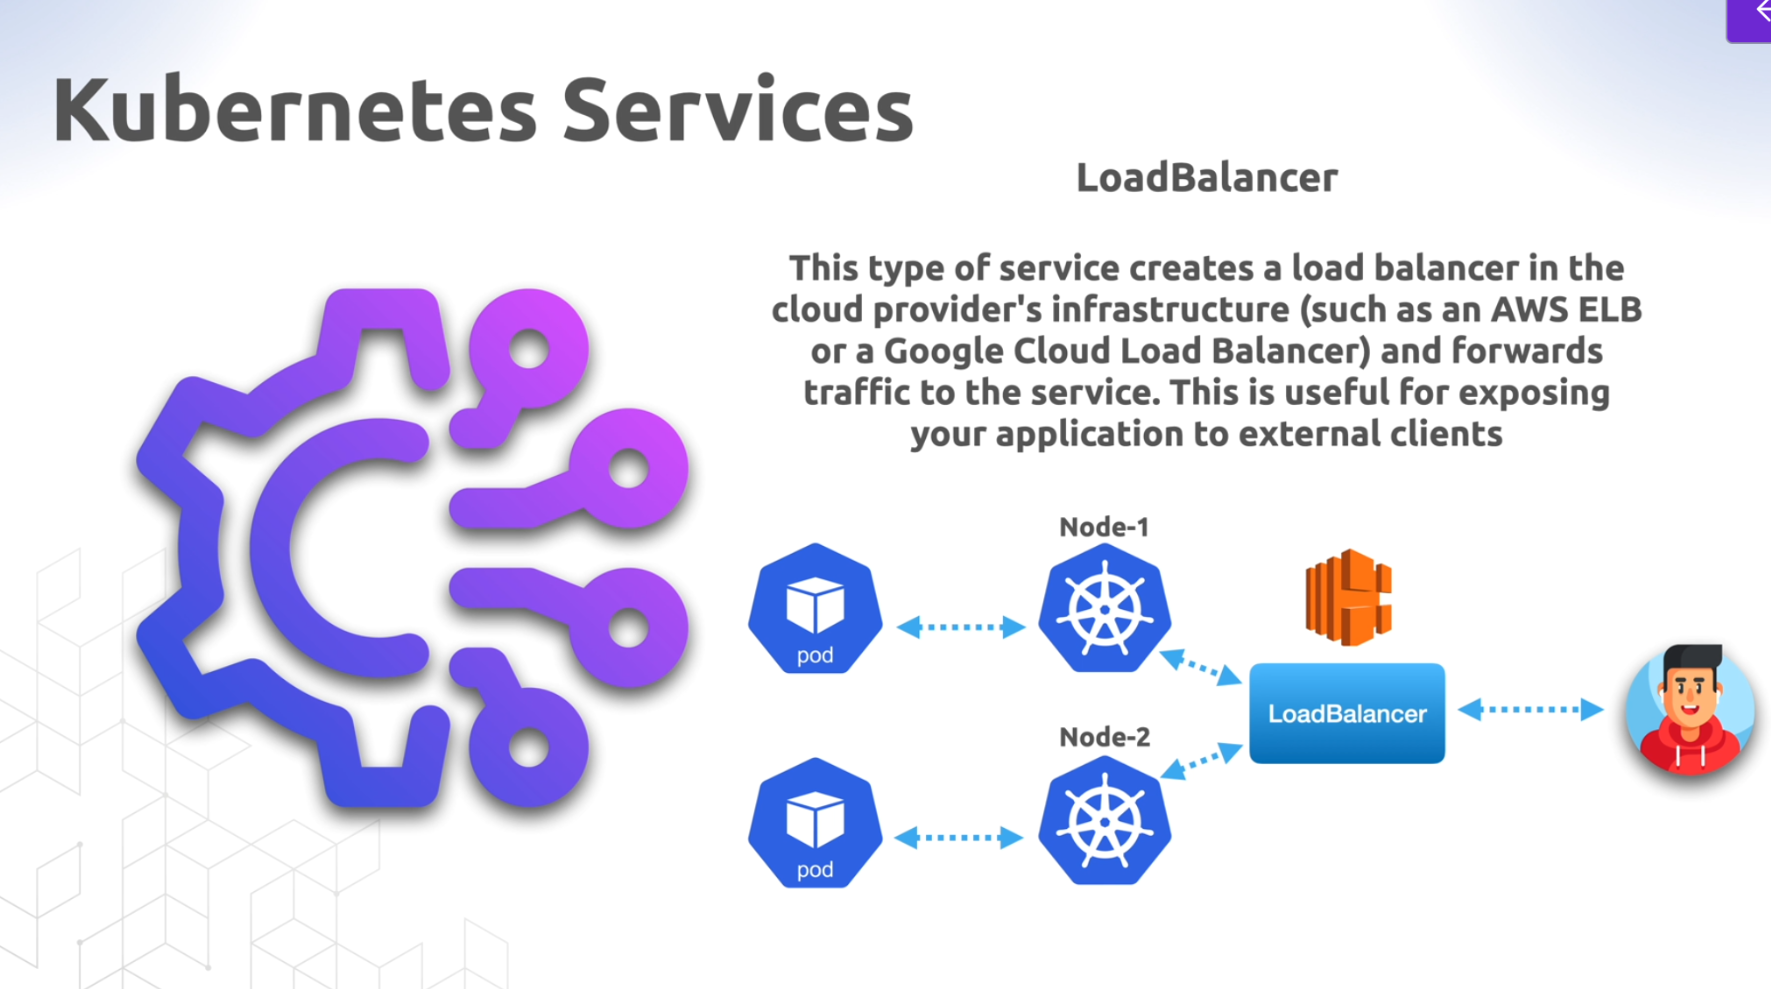 Kubernetes Services
LoadBalancer
This type of service creates a load balancer in the
cloud provider's infrastructure (such as an AWS ELB
or a Google Cloud Load Balancer) and forwards
traffic to the service. This is useful for exposing
your application to external clients
Node-1
pod
LoadBalancer
Node-2
pod